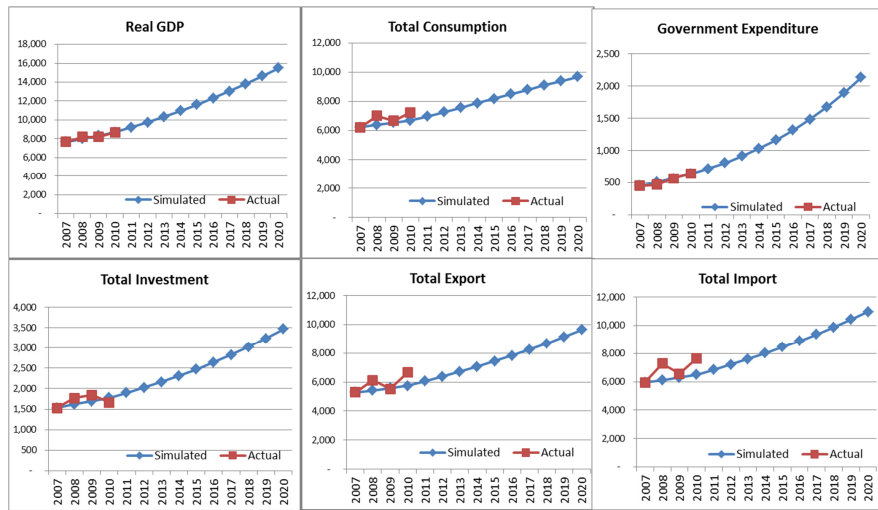 Real GDP
18,000
16,000
14,000
12,000
10,000
8,000
6,000
4,000
2,000
-
Simulated Actual
2007 2008 2009 2010 2011 2012 2013 2014 2015 2016 2017 2018 2019 2020
Total Consumption
12,000
10,000
8,000
6,000
4,000
2,000
-
Simulated Actual
2007 2008 2009 2010 2011 2012 2013 2014 2015 2016 2017 2018 2019 2020
Government Expenditure
2,500
2,000
1,500
1,000
500
-
Simulated Actual
2007 2008 2009 2010 2011 2012 2013 2014 2015 2016 2017 2018 2019 2020
Total Investment
4,000
3,500
3,000
2,500
2,000
1,500
1,000
500
-
Simulated Actual
2007 2008 2009 2010 2011 2012 2013 2014 2015 2016 2017 2018 2019 2020
Total Export
12,000
10,000
8,000
6,000
4,000
2,000
-
Simulated Actual
2007 2008 2009 2010 2011 2012 2013 2014 2015 2016 2017 2018 2019 2020
Total Import
12,000
10,000
8,000
6,000
4,000
2,000
-
Simulated Actual
2007 2008 2009 2010 2011 2012 2013 2014 2015 2016 2017 2018 2019 2020